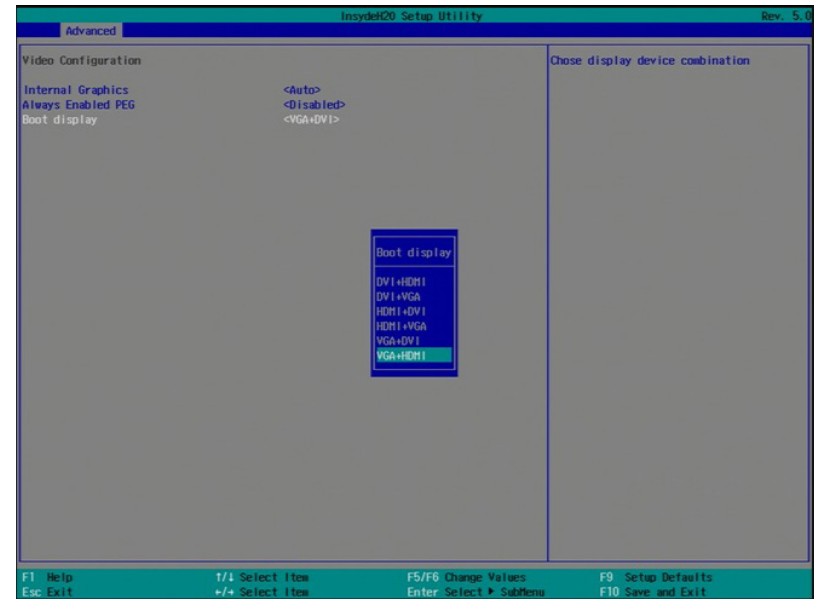 InsydeH20 Setup Utility Rev. 5.0
Advanced
Video Configuration
Chose display device combination
Internal Graphics <Auto>
Always Enabled PEG <Disabled>
Boot display <VGA+DVI>
Boot display
DVI+HDMI
DVI+VGA
HDMI+DVI
HDMI+VGA
VGA+DVI
VGA+HDMI
F1 Help ↑/↓ Select Item F5/F6 Change Values F9 Setup Defaults
Esc Exit ←/→ Select Item Enter Select ▶ SubMenu F10 Save and Exit